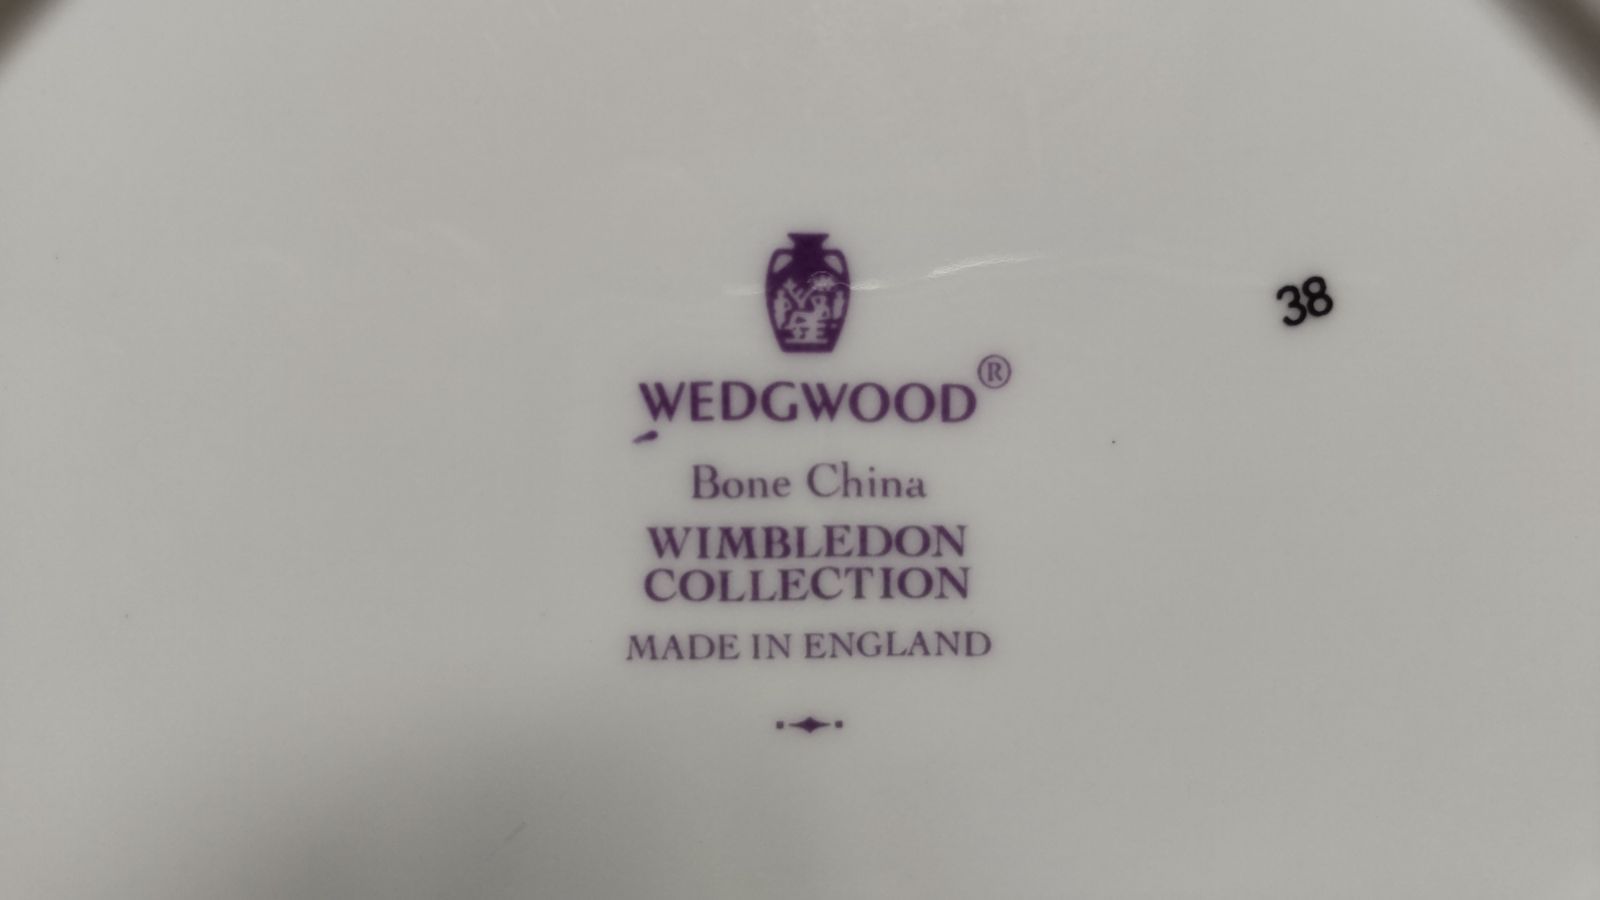 WEDGWOOD®
Bone China
WIMBLEDON
COLLECTION
MADE IN ENGLAND
38